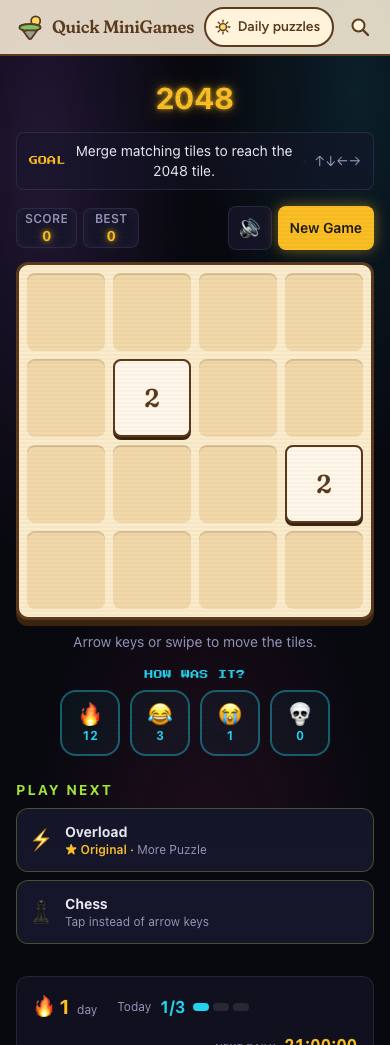 Quick MiniGames
Daily puzzles
2048
GOAL
Merge matching tiles to reach the
2048 tile.
↑↓←→
SCORE
0
BEST
0
New Game
2
2
Arrow keys or swipe to move the tiles.
HOW WAS IT?
12
3
1
0
PLAY NEXT
Overload
Original · More Puzzle
Chess
Tap instead of arrow keys
1 day
Today 1/3
21:00:00